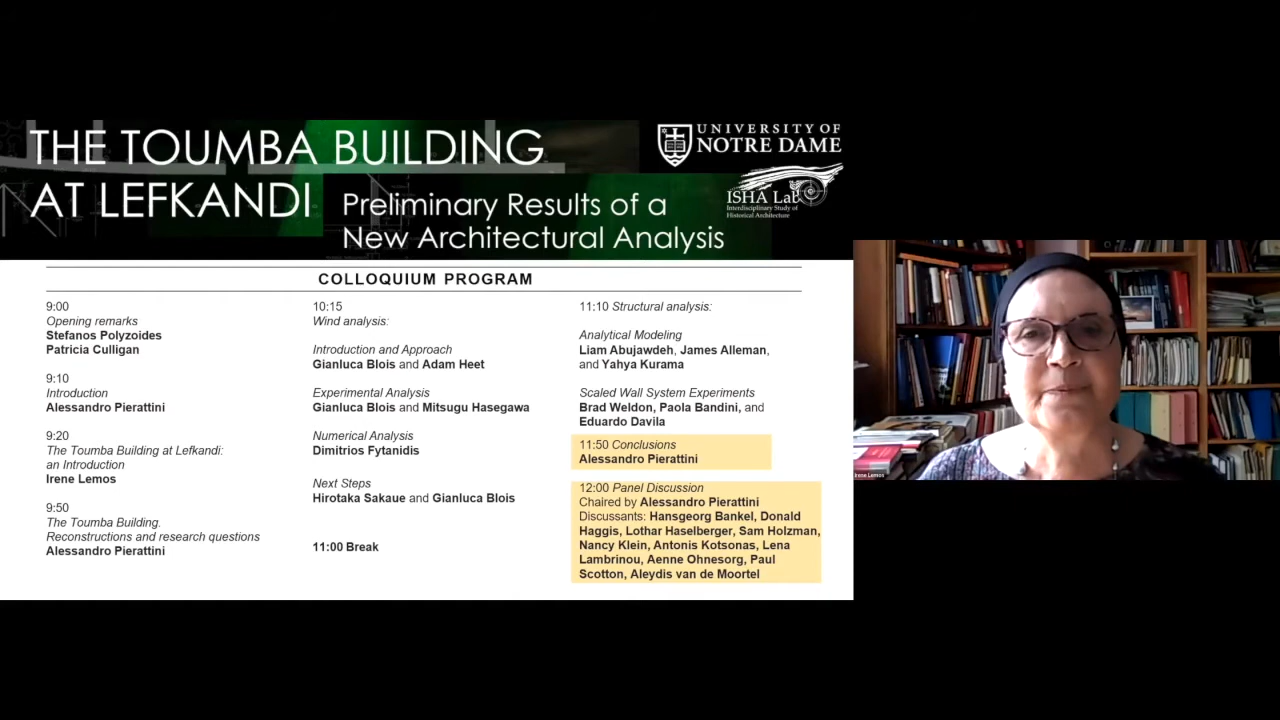 THE TOUMBA BUILDING
AT LEFKANDI
Preliminary Results of a
New Architectural Analysis
UNIVERSITY OF
NOTRE DAME
ISHA Lab
Interdisciplinary Study of
Historical Architecture
COLLOQUIUM PROGRAM
9:00
Opening remarks
Stefanos Polyzoides
Patricia Culligan
9:10
Introduction
Alessandro Pierattini
9:20
The Toumba Building at Lefkandi:
an Introduction
Irene Lemos
9:50
The Toumba Building.
Reconstructions and research questions
Alessandro Pierattini
10:15
Wind analysis:
Introduction and Approach
Gianluca Blois and Adam Heet
Experimental Analysis
Gianluca Blois and Mitsugu Hasegawa
Numerical Analysis
Dimitrios Fytanidis
Next Steps
Hirotaka Sakaue and Gianluca Blois
11:00 Break
11:10 Structural analysis:
Analytical Modeling
Liam Abujawdeh, James Alleman,
and Yahya Kurama
Scaled Wall System Experiments
Brad Weldon, Paola Bandini, and
Eduardo Davila
11:50 Conclusions
Alessandro Pierattini
12:00 Panel Discussion
Chaired by Alessandro Pierattini
Discussants: Hansgeorg Bankel, Donald
Haggis, Lothar Haselberger, Sam Holzman,
Nancy Klein, Antonis Kotsonas, Lena
Lambrinou, Aenne Ohnesorg, Paul
Scotton, Aleydis van de Moortel
Irene Lemos